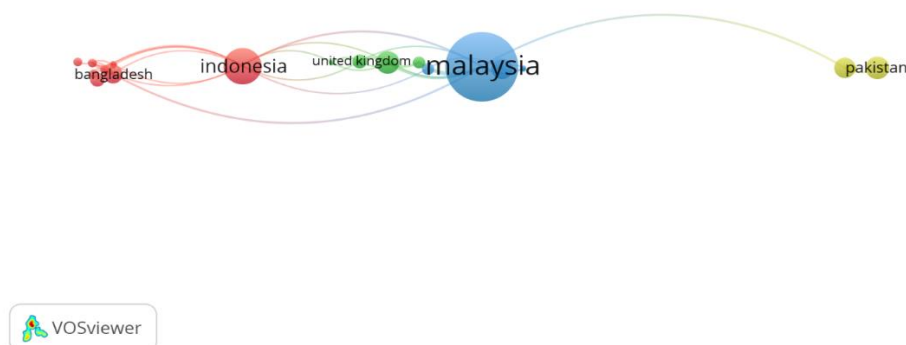 bangladesh
indonesia
united kingdom
malaysia
pakistan
VOSviewer